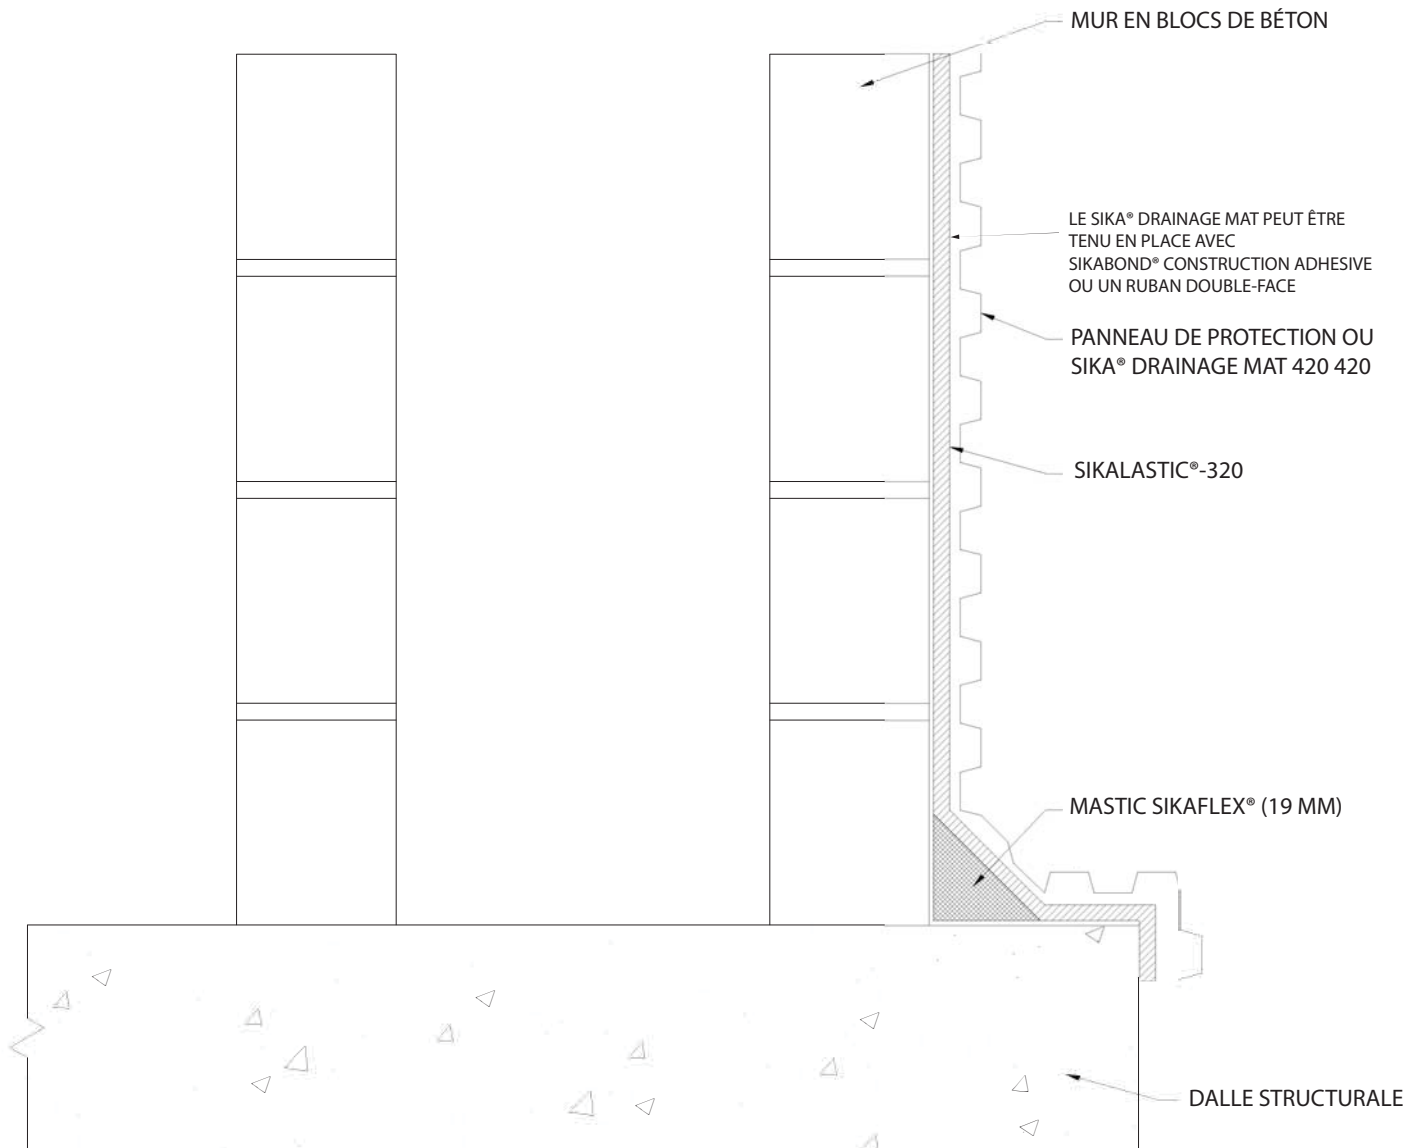 MUR EN BLOCS DE BÉTON
LE SIKA® DRAINAGE MAT PEUT ÊTRE
TENU EN PLACE AVEC
SIKABOND® CONSTRUCTION ADHESIVE
OU UN RUBAN DOUBLE-FACE
PANNEAU DE PROTECTION OU
SIKA® DRAINAGE MAT 420 420
SIKALASTIC®-320
MASTIC SIKAFLEX® (19 MM)
DALLE STRUCTURALE